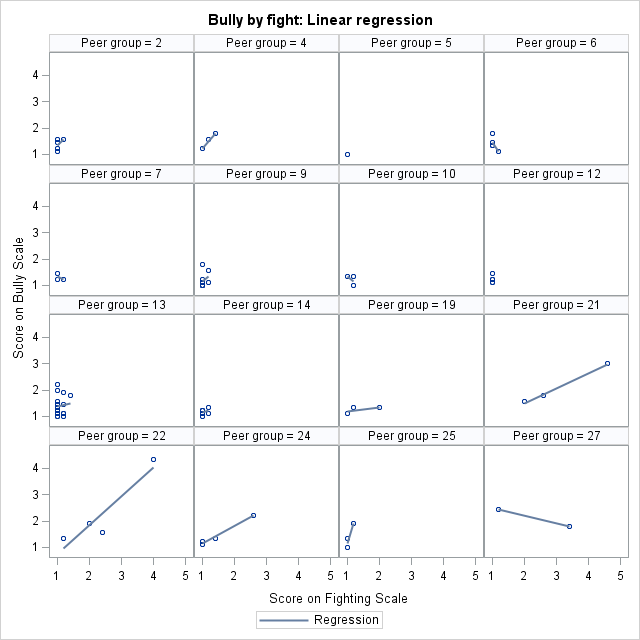 Bully by fight: Linear regression
Peer group = 2 Peer group = 4 Peer group = 5 Peer group = 6
4
3
2
1
Peer group = 7 Peer group = 9 Peer group = 10 Peer group = 12
4
3
2
1
Peer group = 13 Peer group = 14 Peer group = 19 Peer group = 21
4
3
2
1
Peer group = 22 Peer group = 24 Peer group = 25 Peer group = 27
4
3
2
1
Score on Bully Scale
1 2 3 4 5 1 2 3 4 5 1 2 3 4 5 1 2 3 4 5
Score on Fighting Scale
Regression